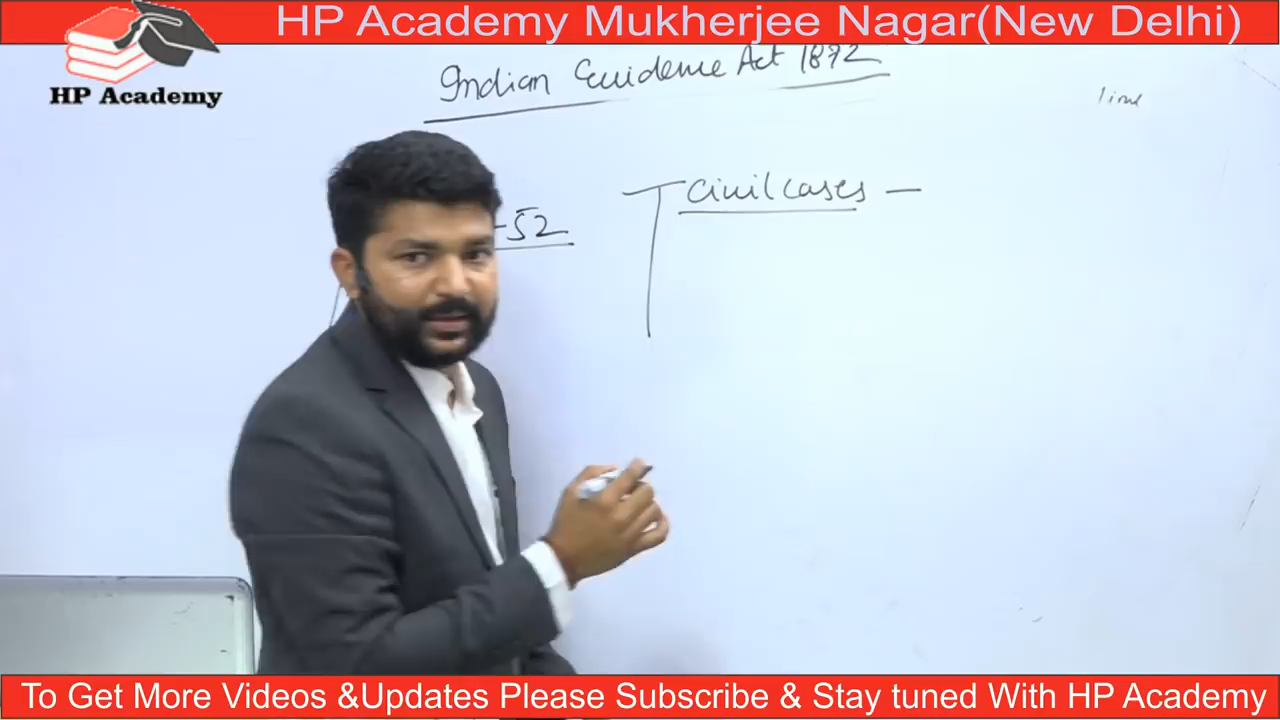 HP Academy Mukherjee Nagar(New Delhi)
HP Academy
Indian Evidence Act 1872
-52
civil cases -
To Get More Videos &Updates Please Subscribe & Stay tuned With HP Academy